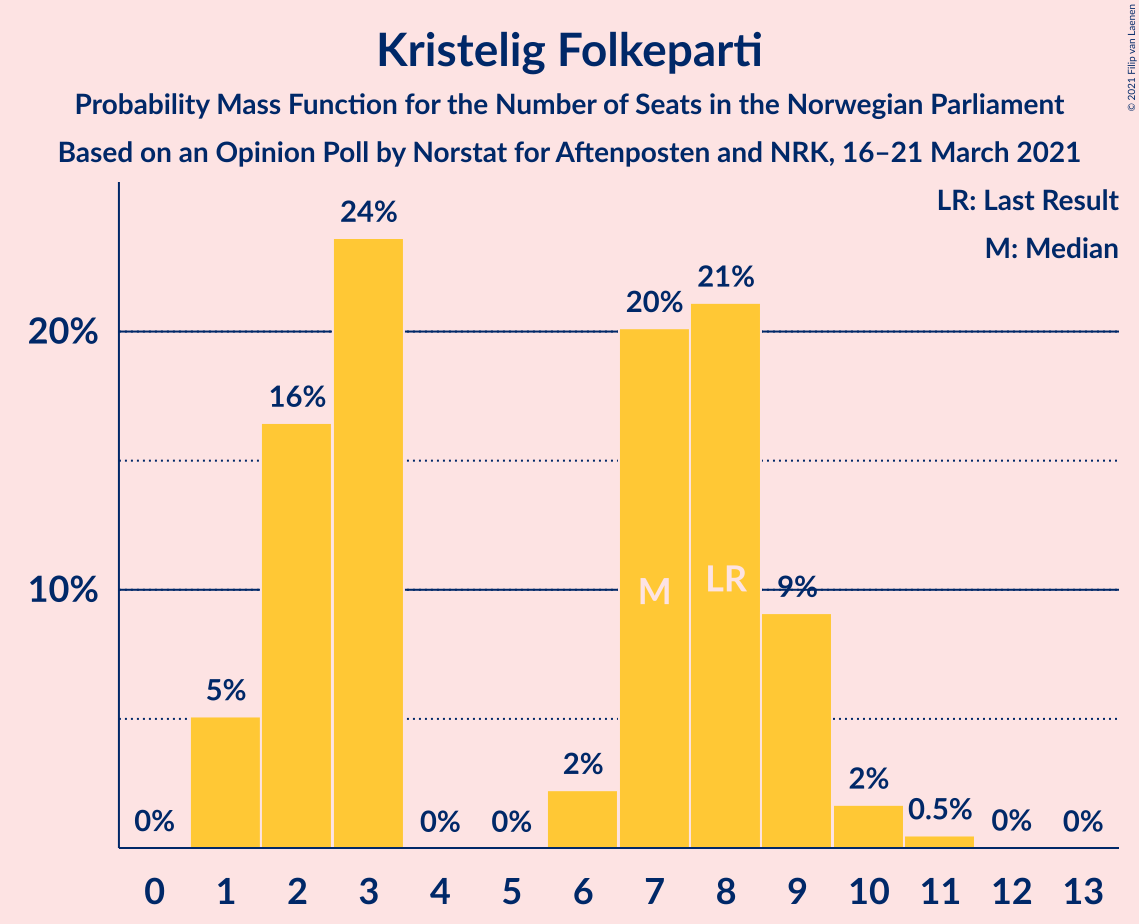 Kristelig Folkeparti
Probability Mass Function for the Number of Seats in the Norwegian Parliament
Based on an Opinion Poll by Norstat for Aftenposten and NRK, 16–21 March 2021
© 2021 Filip van Laenen
LR: Last Result
M: Median
24%
21%
20%
20%
16%
M
LR
10%
9%
5%
2%
2%
0.5%
0%
0%
0%
0%
0%
0 1 2 3 4 5 6 7 8 9 10 11 12 13